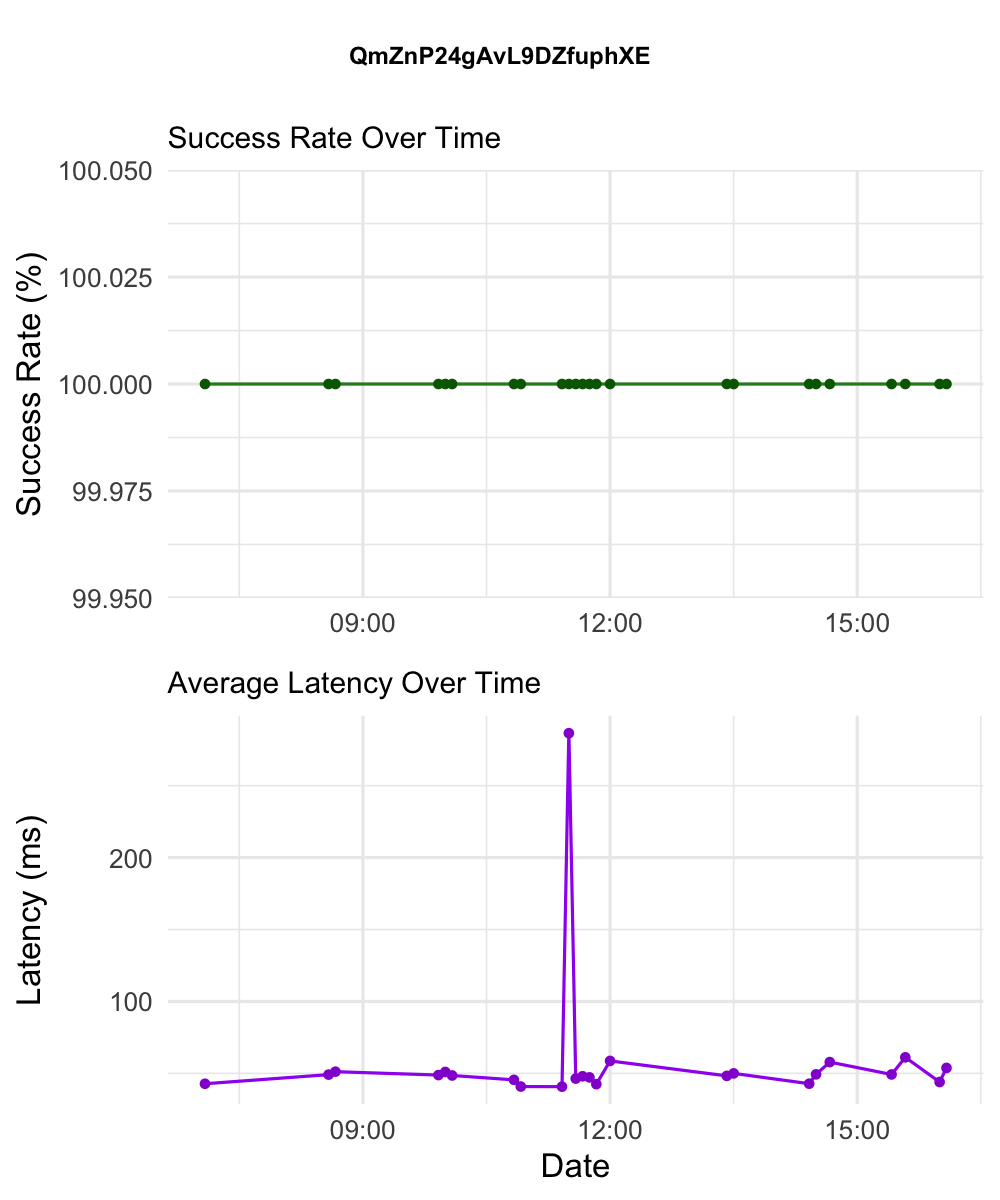 QmZnP24gAvL9DZfuphXE
Success Rate Over Time
100.050
100.025
100.000
99.975
99.950
Success Rate (%)
09:00 12:00 15:00
Average Latency Over Time
200
100
Latency (ms)
09:00 12:00 15:00
Date